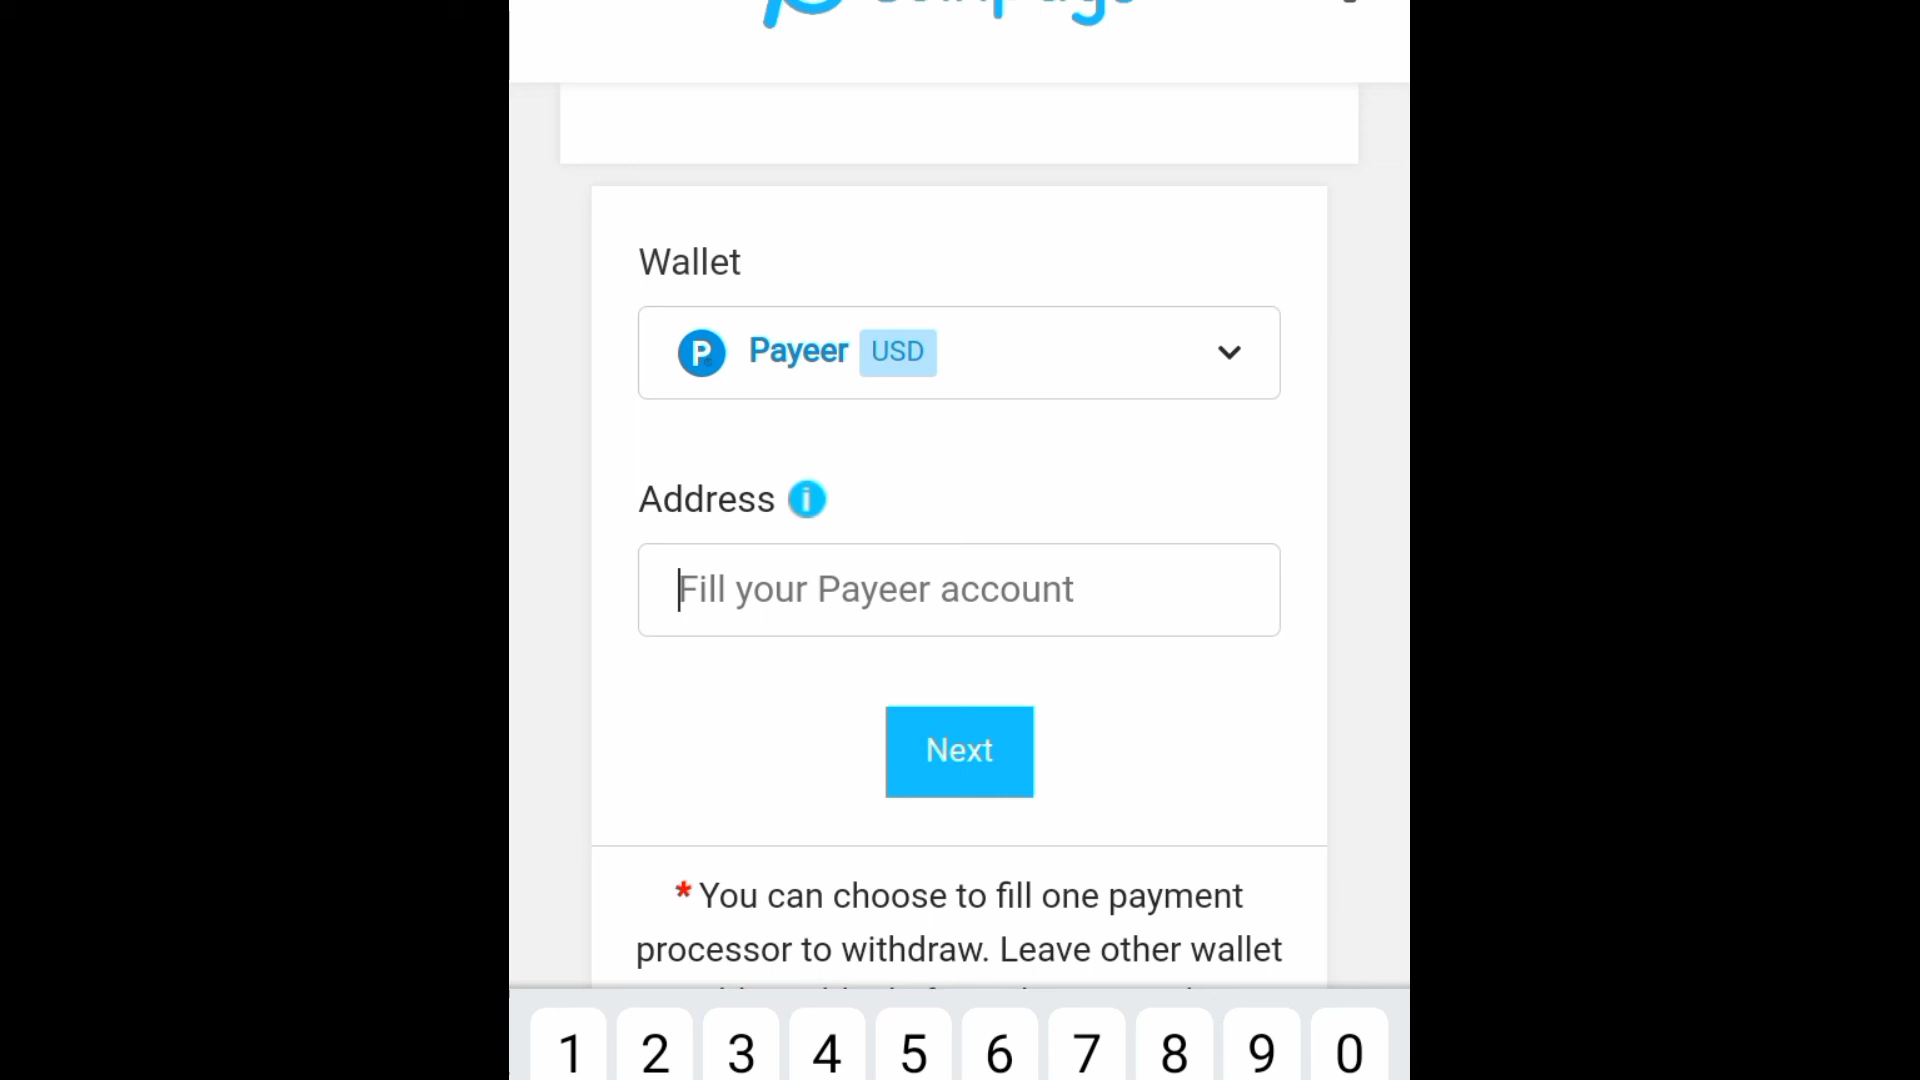 Wallet
P Payeer USD
Address i
Fill your Payeer account
Next
* You can choose to fill one payment
processor to withdraw. Leave other wallet
1 2 3 4 5 6 7 8 9 0